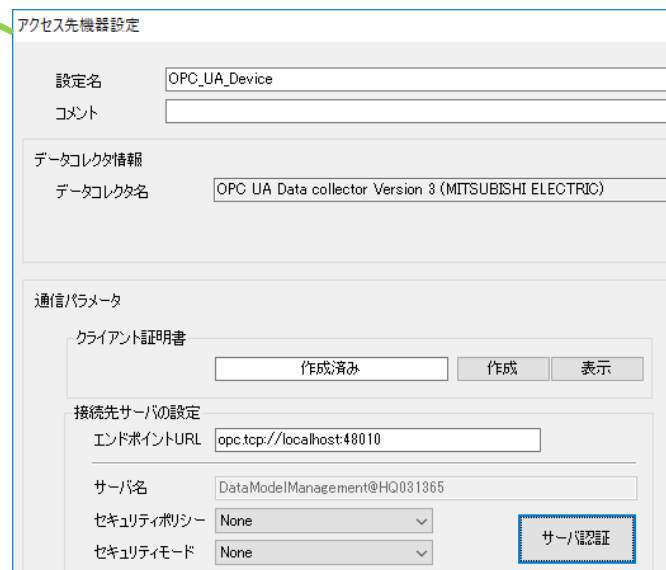 アクセス先機器設定
設定名 OPC_UA_Device
コメント
データコレクタ情報
データコレクタ名 OPC UA Data collector Version 3 (MITSUBISHI ELECTRIC)
通信パラメータ
クライアント証明書
作成済み 作成 表示
接続先サーバの設定
エンドポイントURL opc.tcp://localhost:48010
サーバ名 DataModelManagement@HQ031365
セキュリティポリシー None
サーバ認証
セキュリティモード None